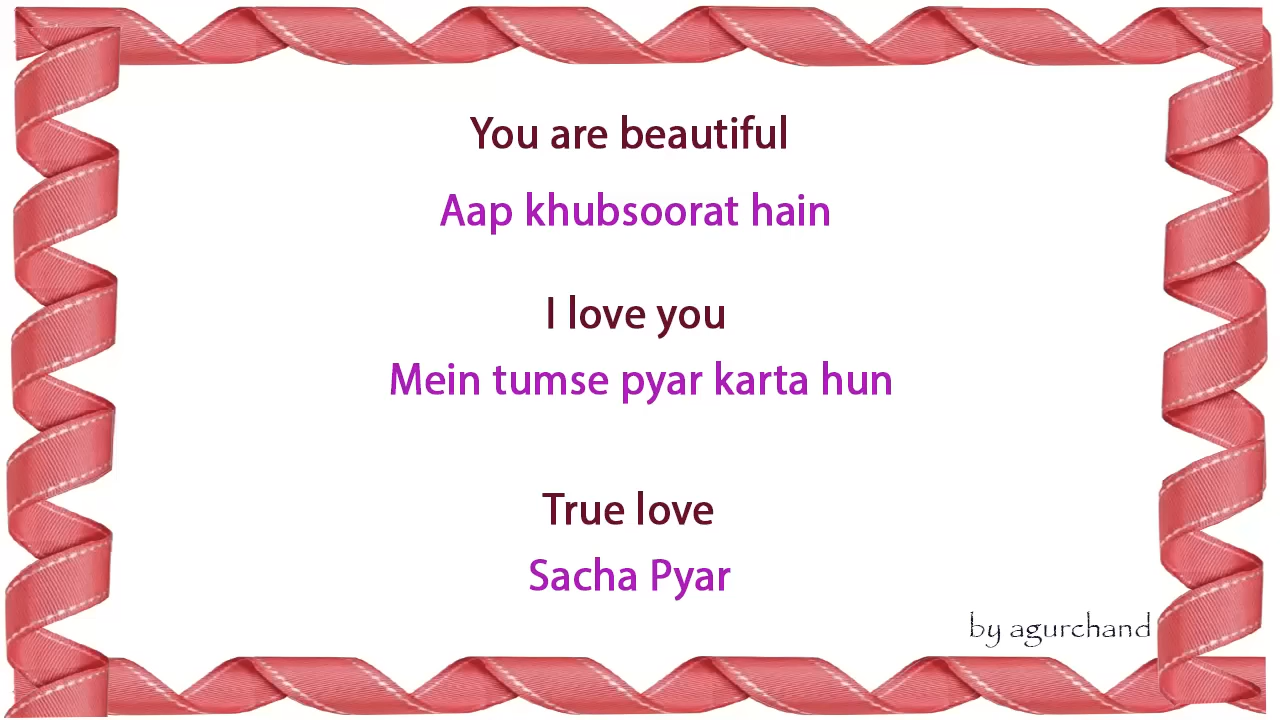 You are beautiful
Aap khubsoorat hain
I love you
Mein tumse pyar karta hun
True love
Sacha Pyar
by agurchand